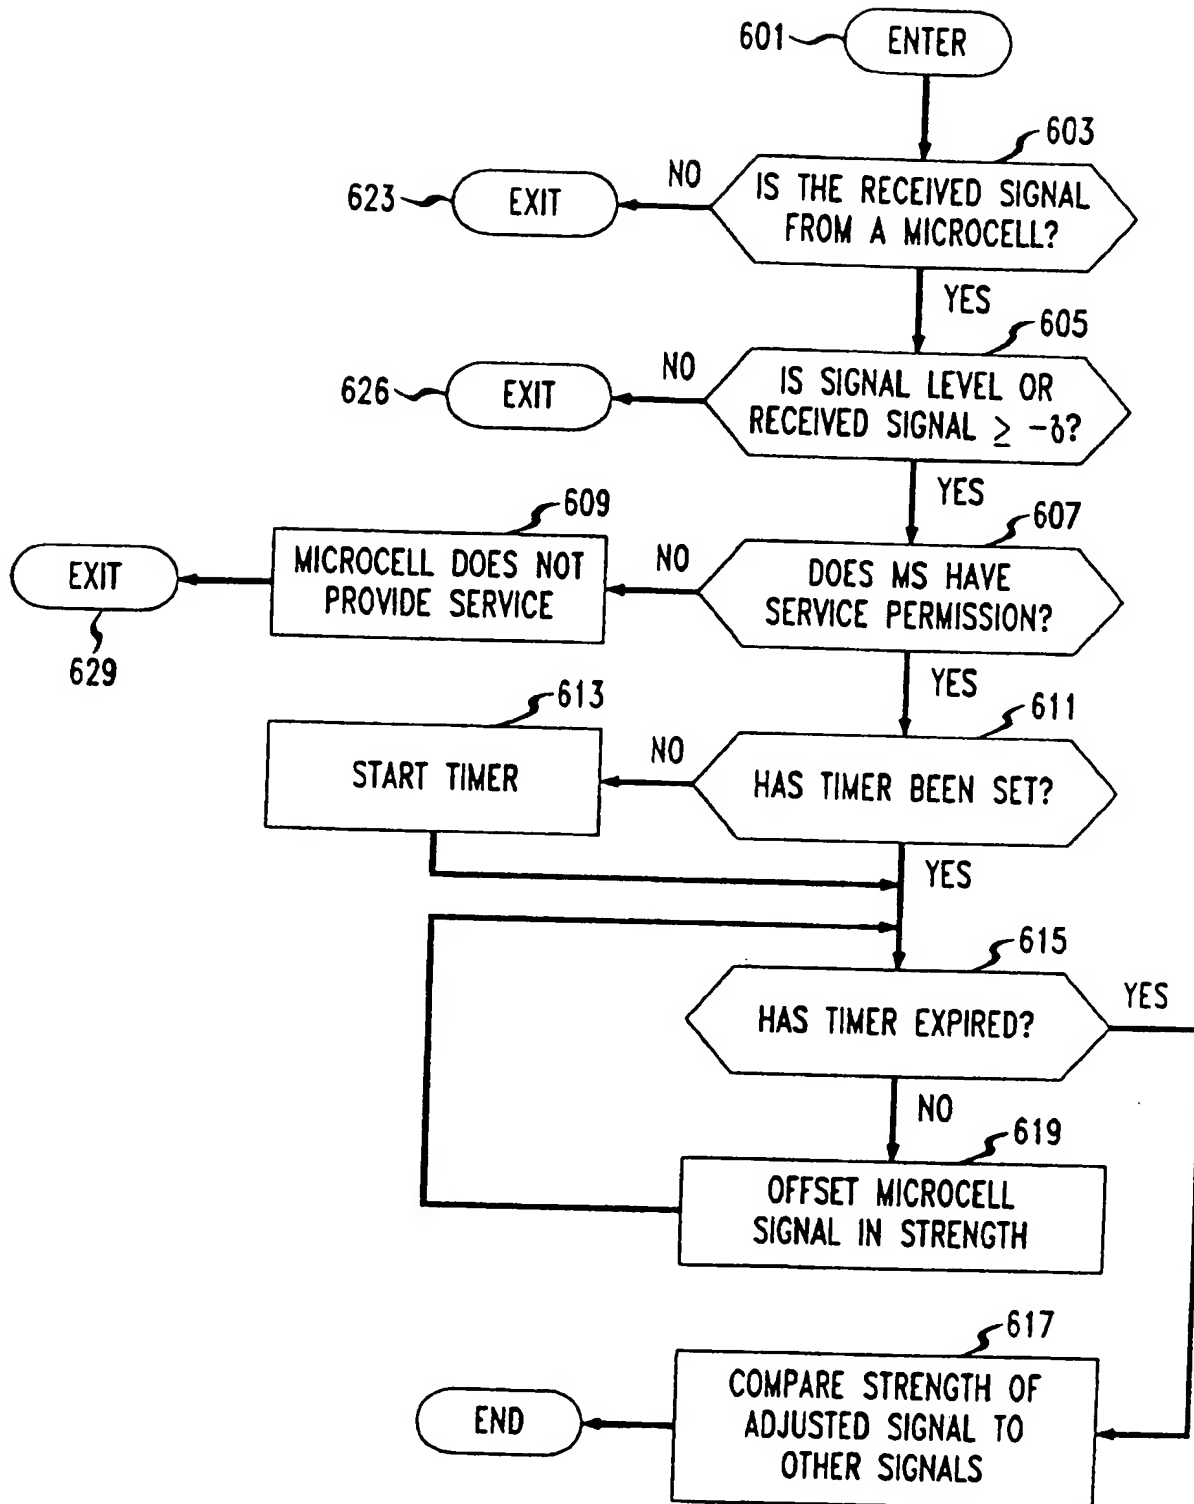 601
ENTER
603
NO
623
EXIT
IS THE RECEIVED SIGNAL
FROM A MICROCELL?
YES
605
NO
626
EXIT
IS SIGNAL LEVEL OR
RECEIVED SIGNAL ≥ -δ?
YES
609
607
EXIT
MICROCELL DOES NOT
PROVIDE SERVICE
NO
DOES MS HAVE
SERVICE PERMISSION?
629
YES
613
611
START TIMER
NO
HAS TIMER BEEN SET?
YES
615
HAS TIMER EXPIRED?
YES
NO
619
OFFSET MICROCELL
SIGNAL IN STRENGTH
617
END
COMPARE STRENGTH OF
ADJUSTED SIGNAL TO
OTHER SIGNALS